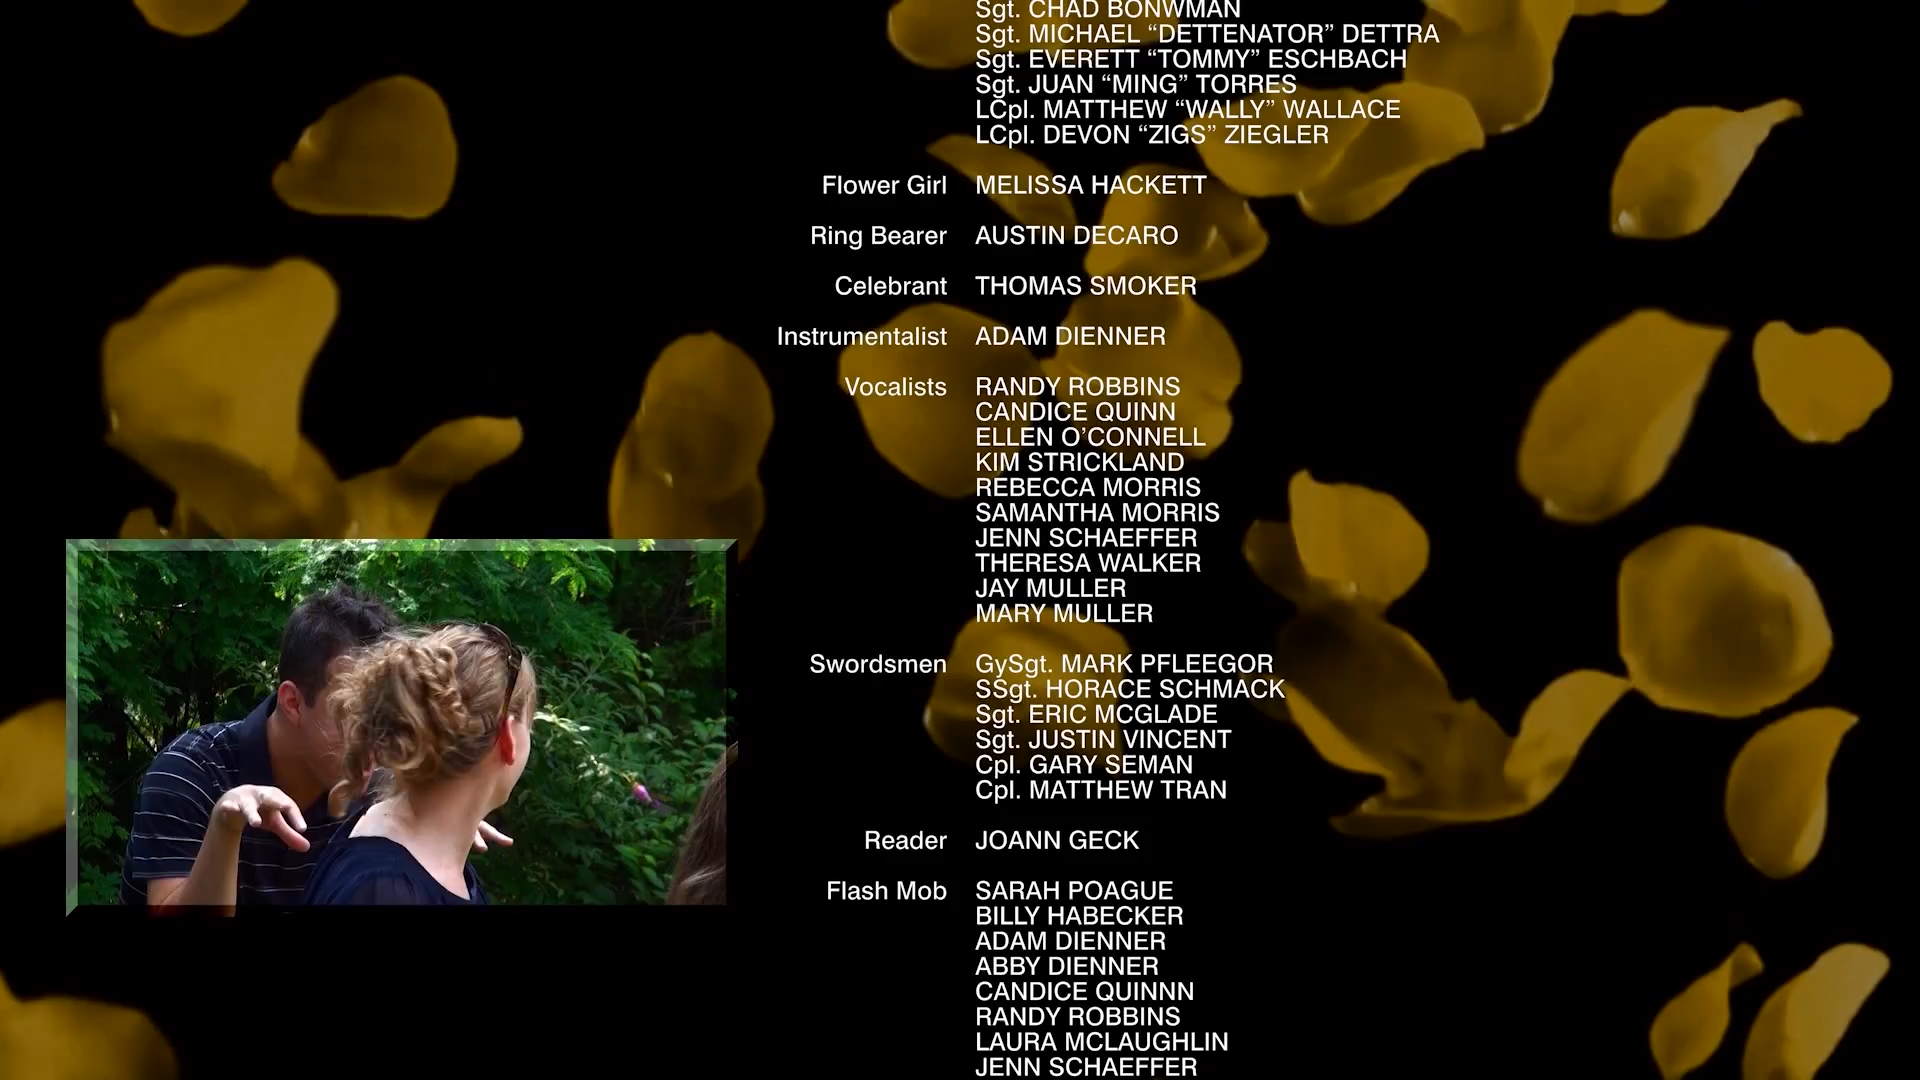 Sgt. CHAD BONWMAN
Sgt. MICHAEL “DETTENATOR” DETTRA
Sgt. EVERETT “TOMMY” ESCHBACH
Sgt. JUAN “MING” TORRES
LCpl. MATTHEW “WALLY” WALLACE
LCpl. DEVON “ZIGS” ZIEGLER
Flower Girl MELISSA HACKETT
Ring Bearer AUSTIN DECARO
Celebrant THOMAS SMOKER
Instrumentalist ADAM DIENNER
Vocalists RANDY ROBBINS
CANDICE QUINN
ELLEN O’CONNELL
KIM STRICKLAND
REBECCA MORRIS
SAMANTHA MORRIS
JENN SCHAEFFER
THERESA WALKER
JAY MULLER
MARY MULLER
Swordsmen GySgt. MARK PFLEEGOR
SSgt. HORACE SCHMACK
Sgt. ERIC MCGLADE
Sgt. JUSTIN VINCENT
Cpl. GARY SEMAN
Cpl. MATTHEW TRAN
Reader JOANN GECK
Flash Mob SARAH POAGUE
BILLY HABECKER
ADAM DIENNER
ABBY DIENNER
CANDICE QUINNN
RANDY ROBBINS
LAURA MCLAUGHLIN
JENN SCHAEFFER